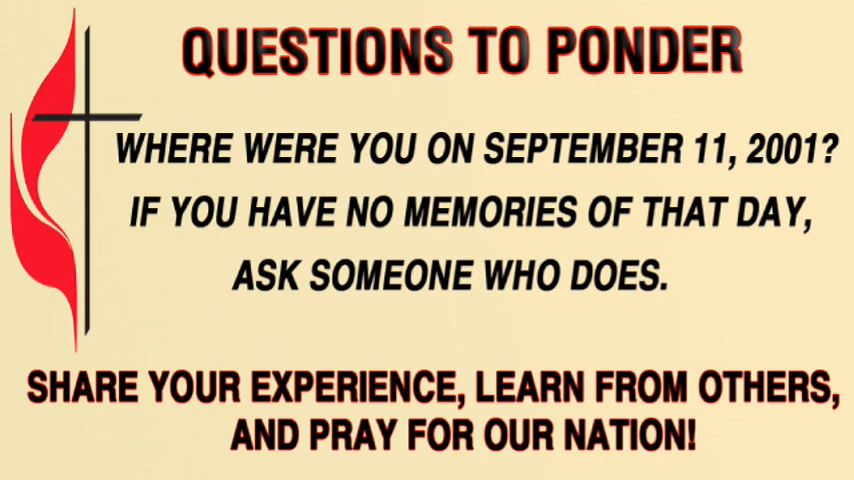 QUESTIONS TO PONDER
WHERE WERE YOU ON SEPTEMBER 11, 2001?
IF YOU HAVE NO MEMORIES OF THAT DAY,
ASK SOMEONE WHO DOES.
SHARE YOUR EXPERIENCE, LEARN FROM OTHERS,
AND PRAY FOR OUR NATION!